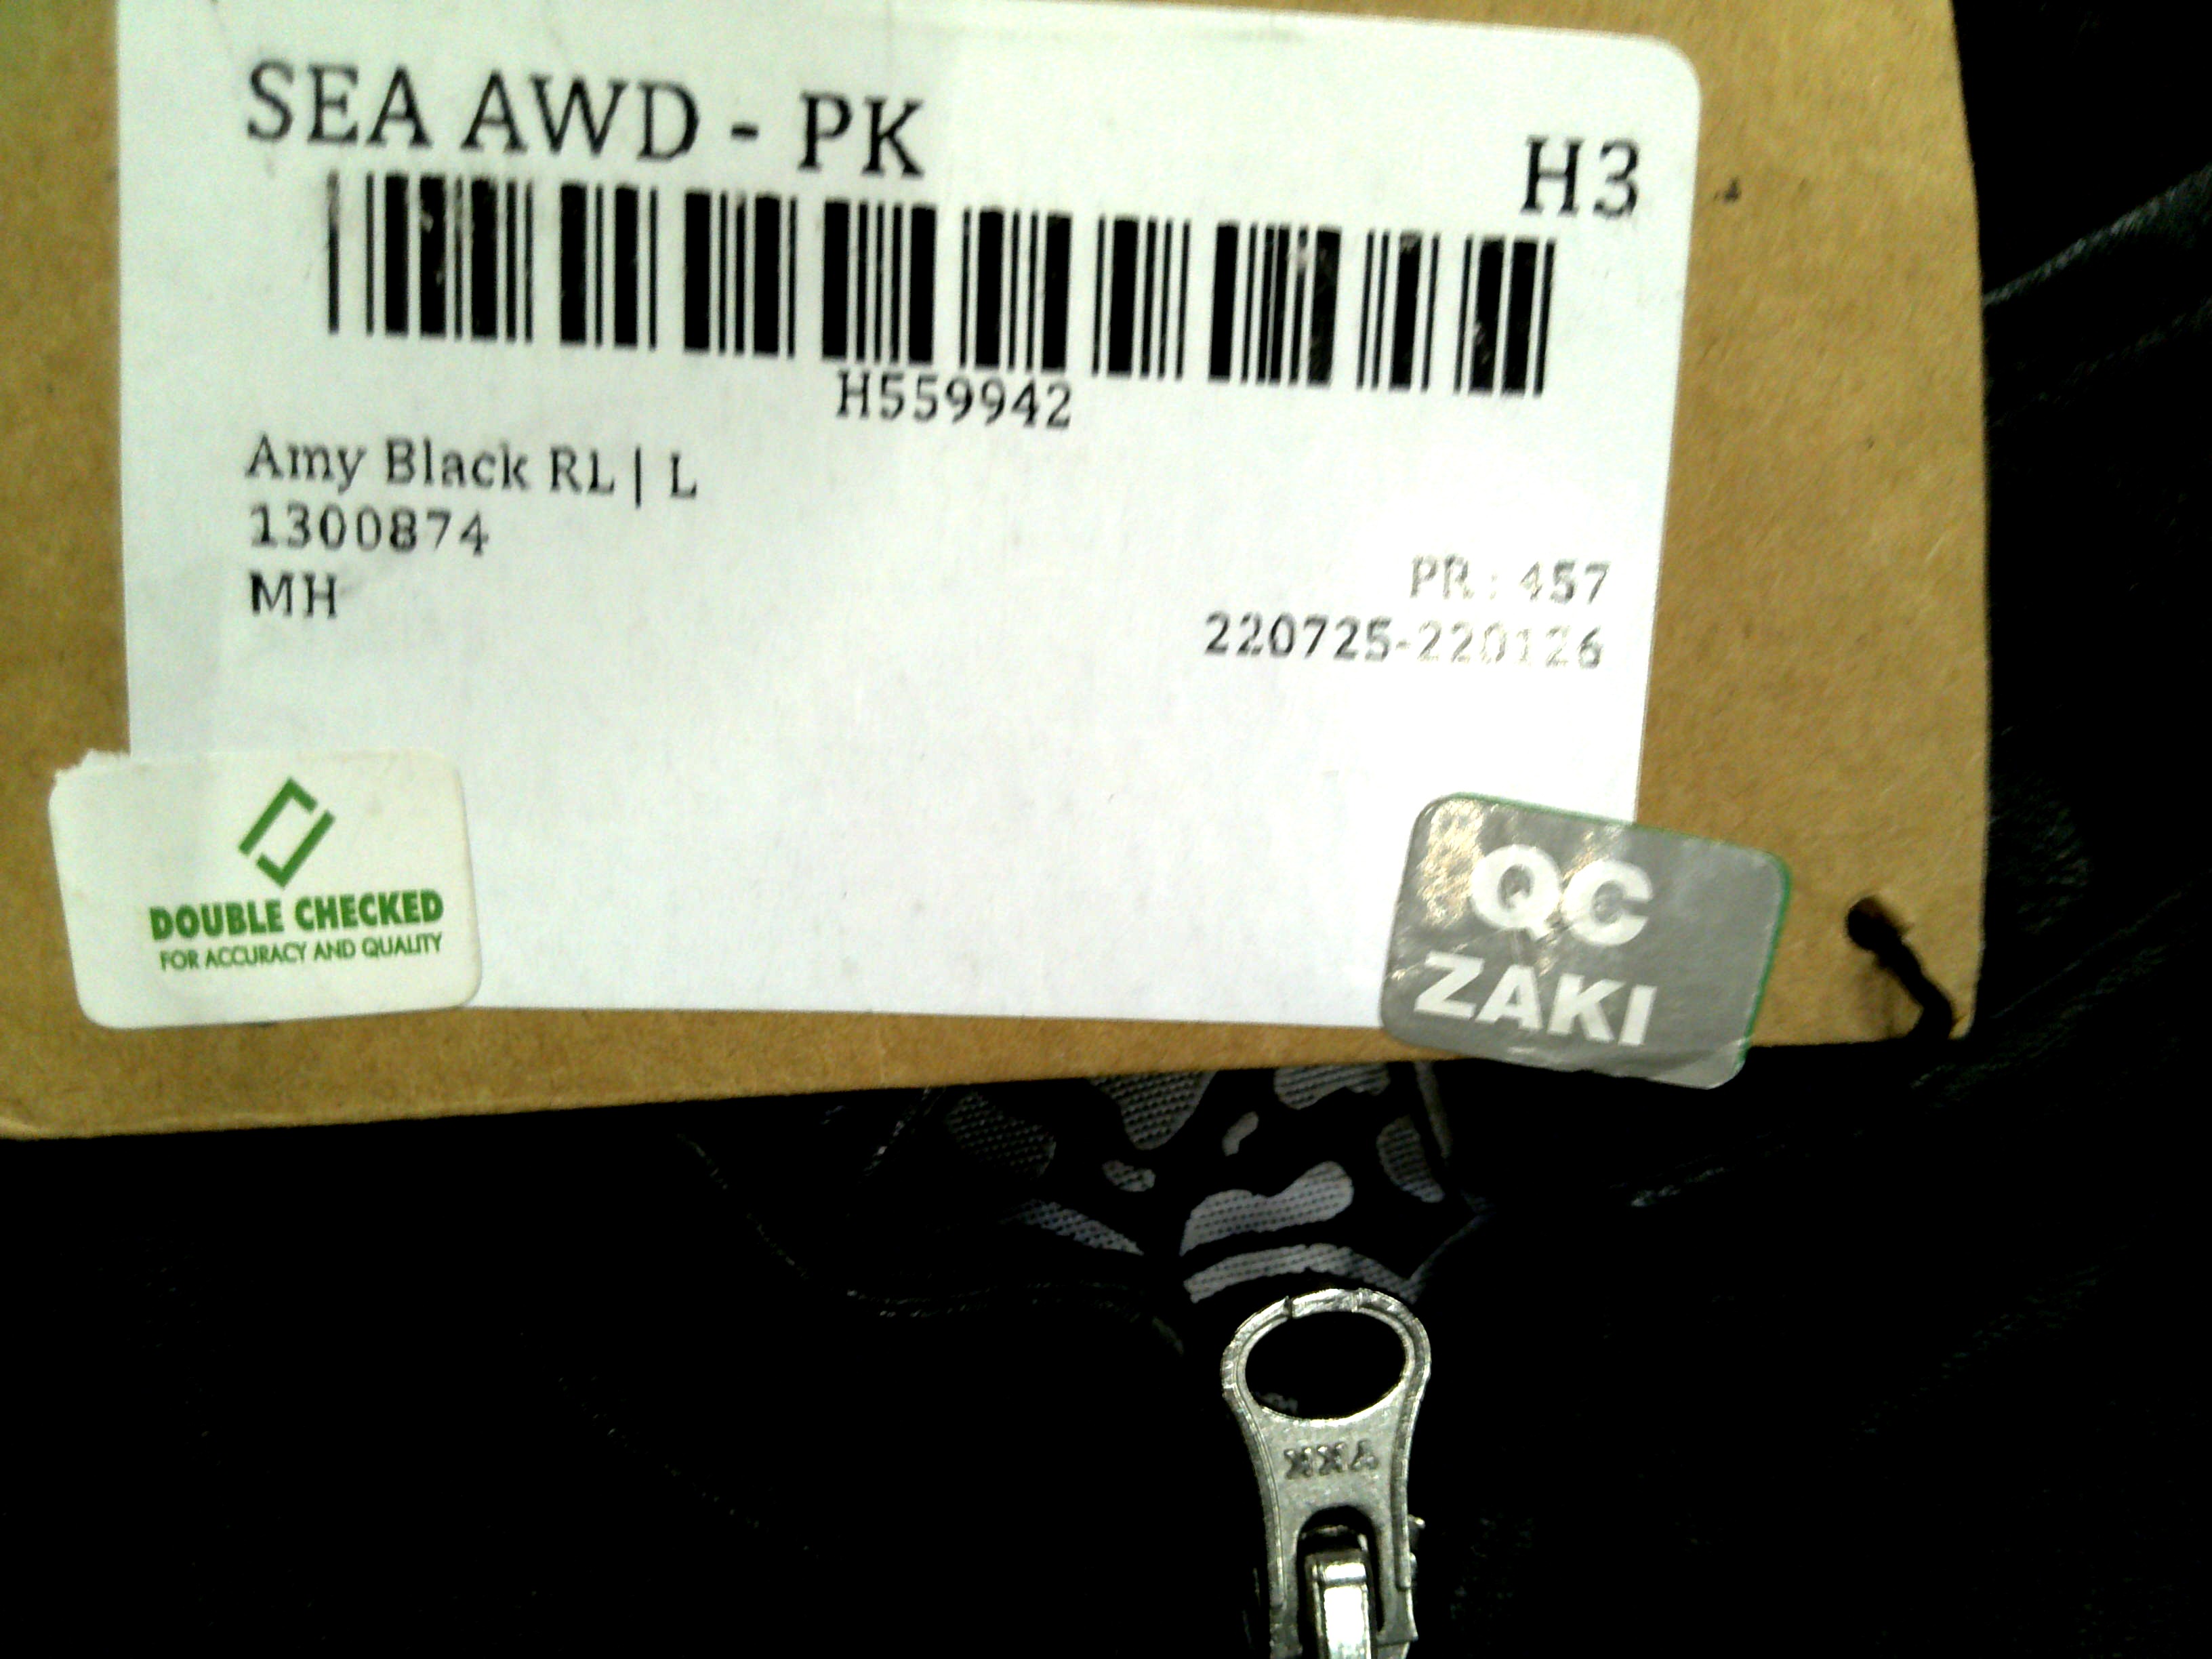 SEA AWD - PK
H3
H559942
Amy Black RL | L
1300874
MH
PR : 457
220725-220126
DOUBLE CHECKED
FOR ACCURACY AND QUALITY
QC
ZAKI